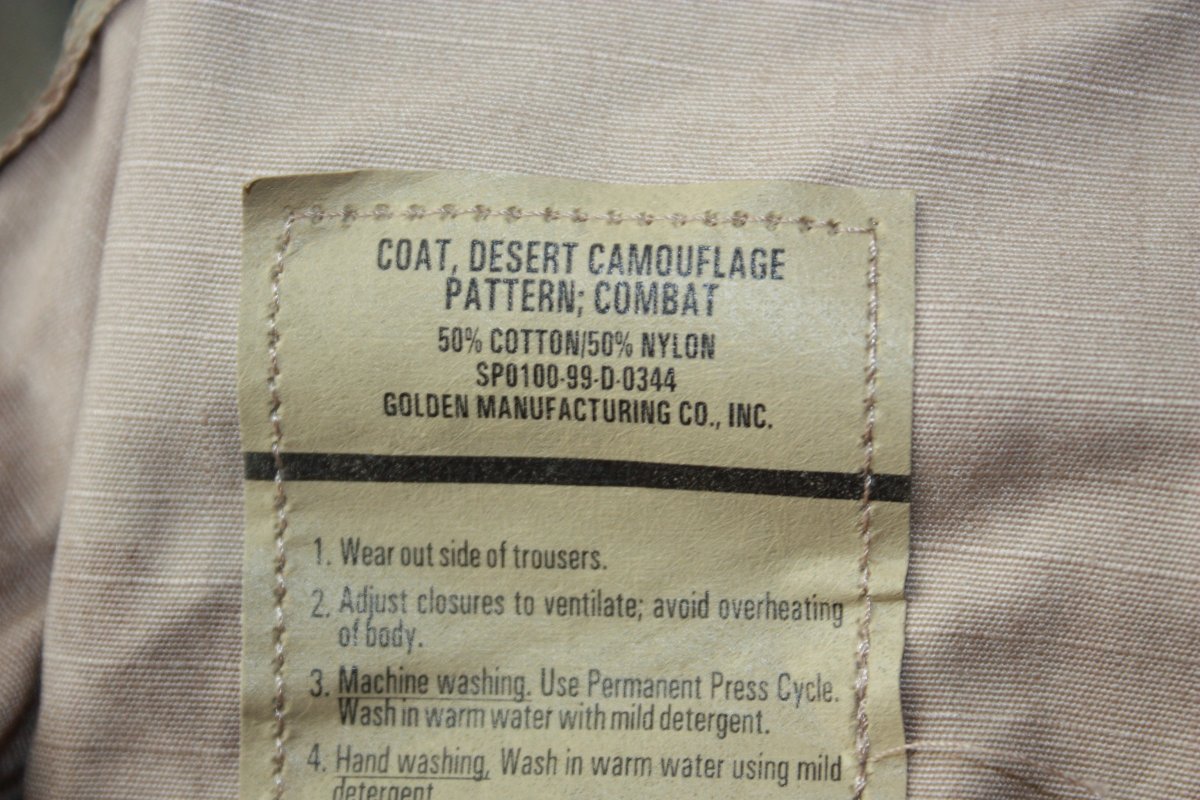 COAT, DESERT CAMOUFLAGE
PATTERN; COMBAT
50% COTTON/50% NYLON
SP0100-99-D-0344
GOLDEN MANUFACTURING CO., INC.
1. Wear out side of trousers.
2. Adjust closures to ventilate; avoid overheating
of body.
3. Machine washing. Use Permanent Press Cycle.
Wash in warm water with mild detergent.
4. Hand washing, Wash in warm water using mild
detergent